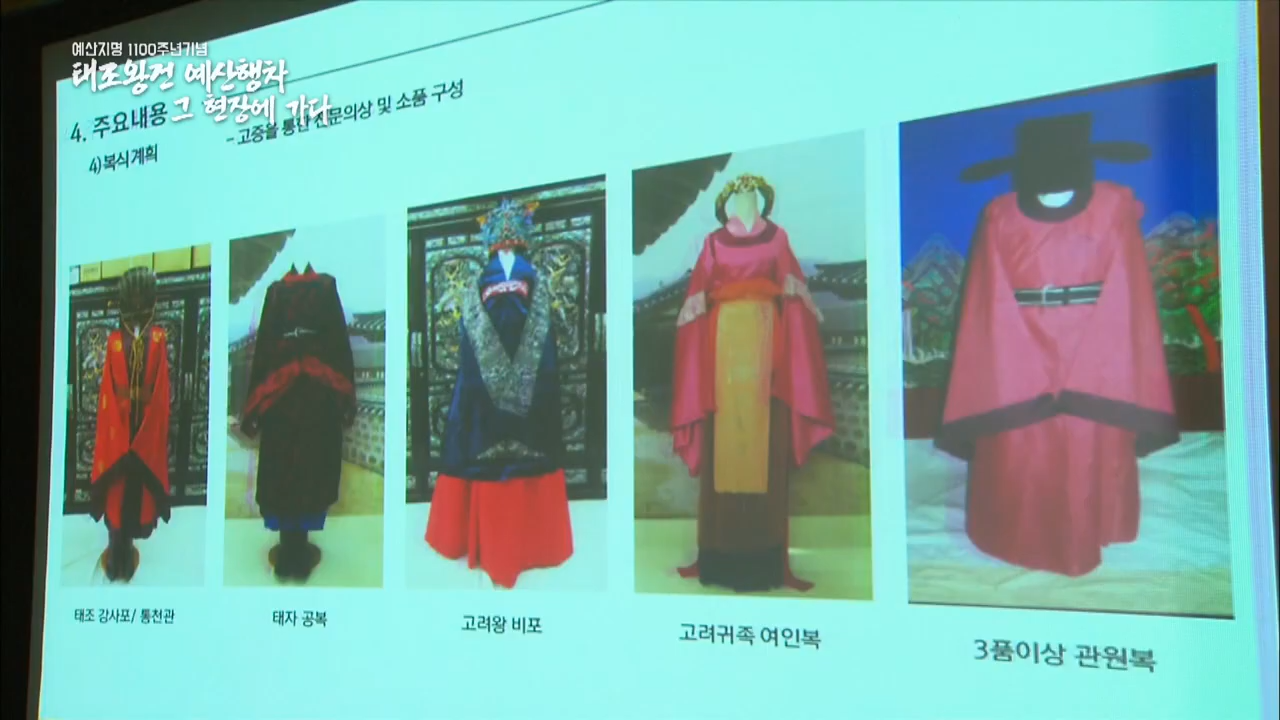 예산지명 1100주년기념
태조왕건 예산행차
그 현장에 가다
4. 주요내용
4)복식계획
- 고증을 통한 전문의상 및 소품 구성
태조 강사포/ 통천관
태자 공복
고려왕 비포
고려귀족 여인복
3품이상 관원복